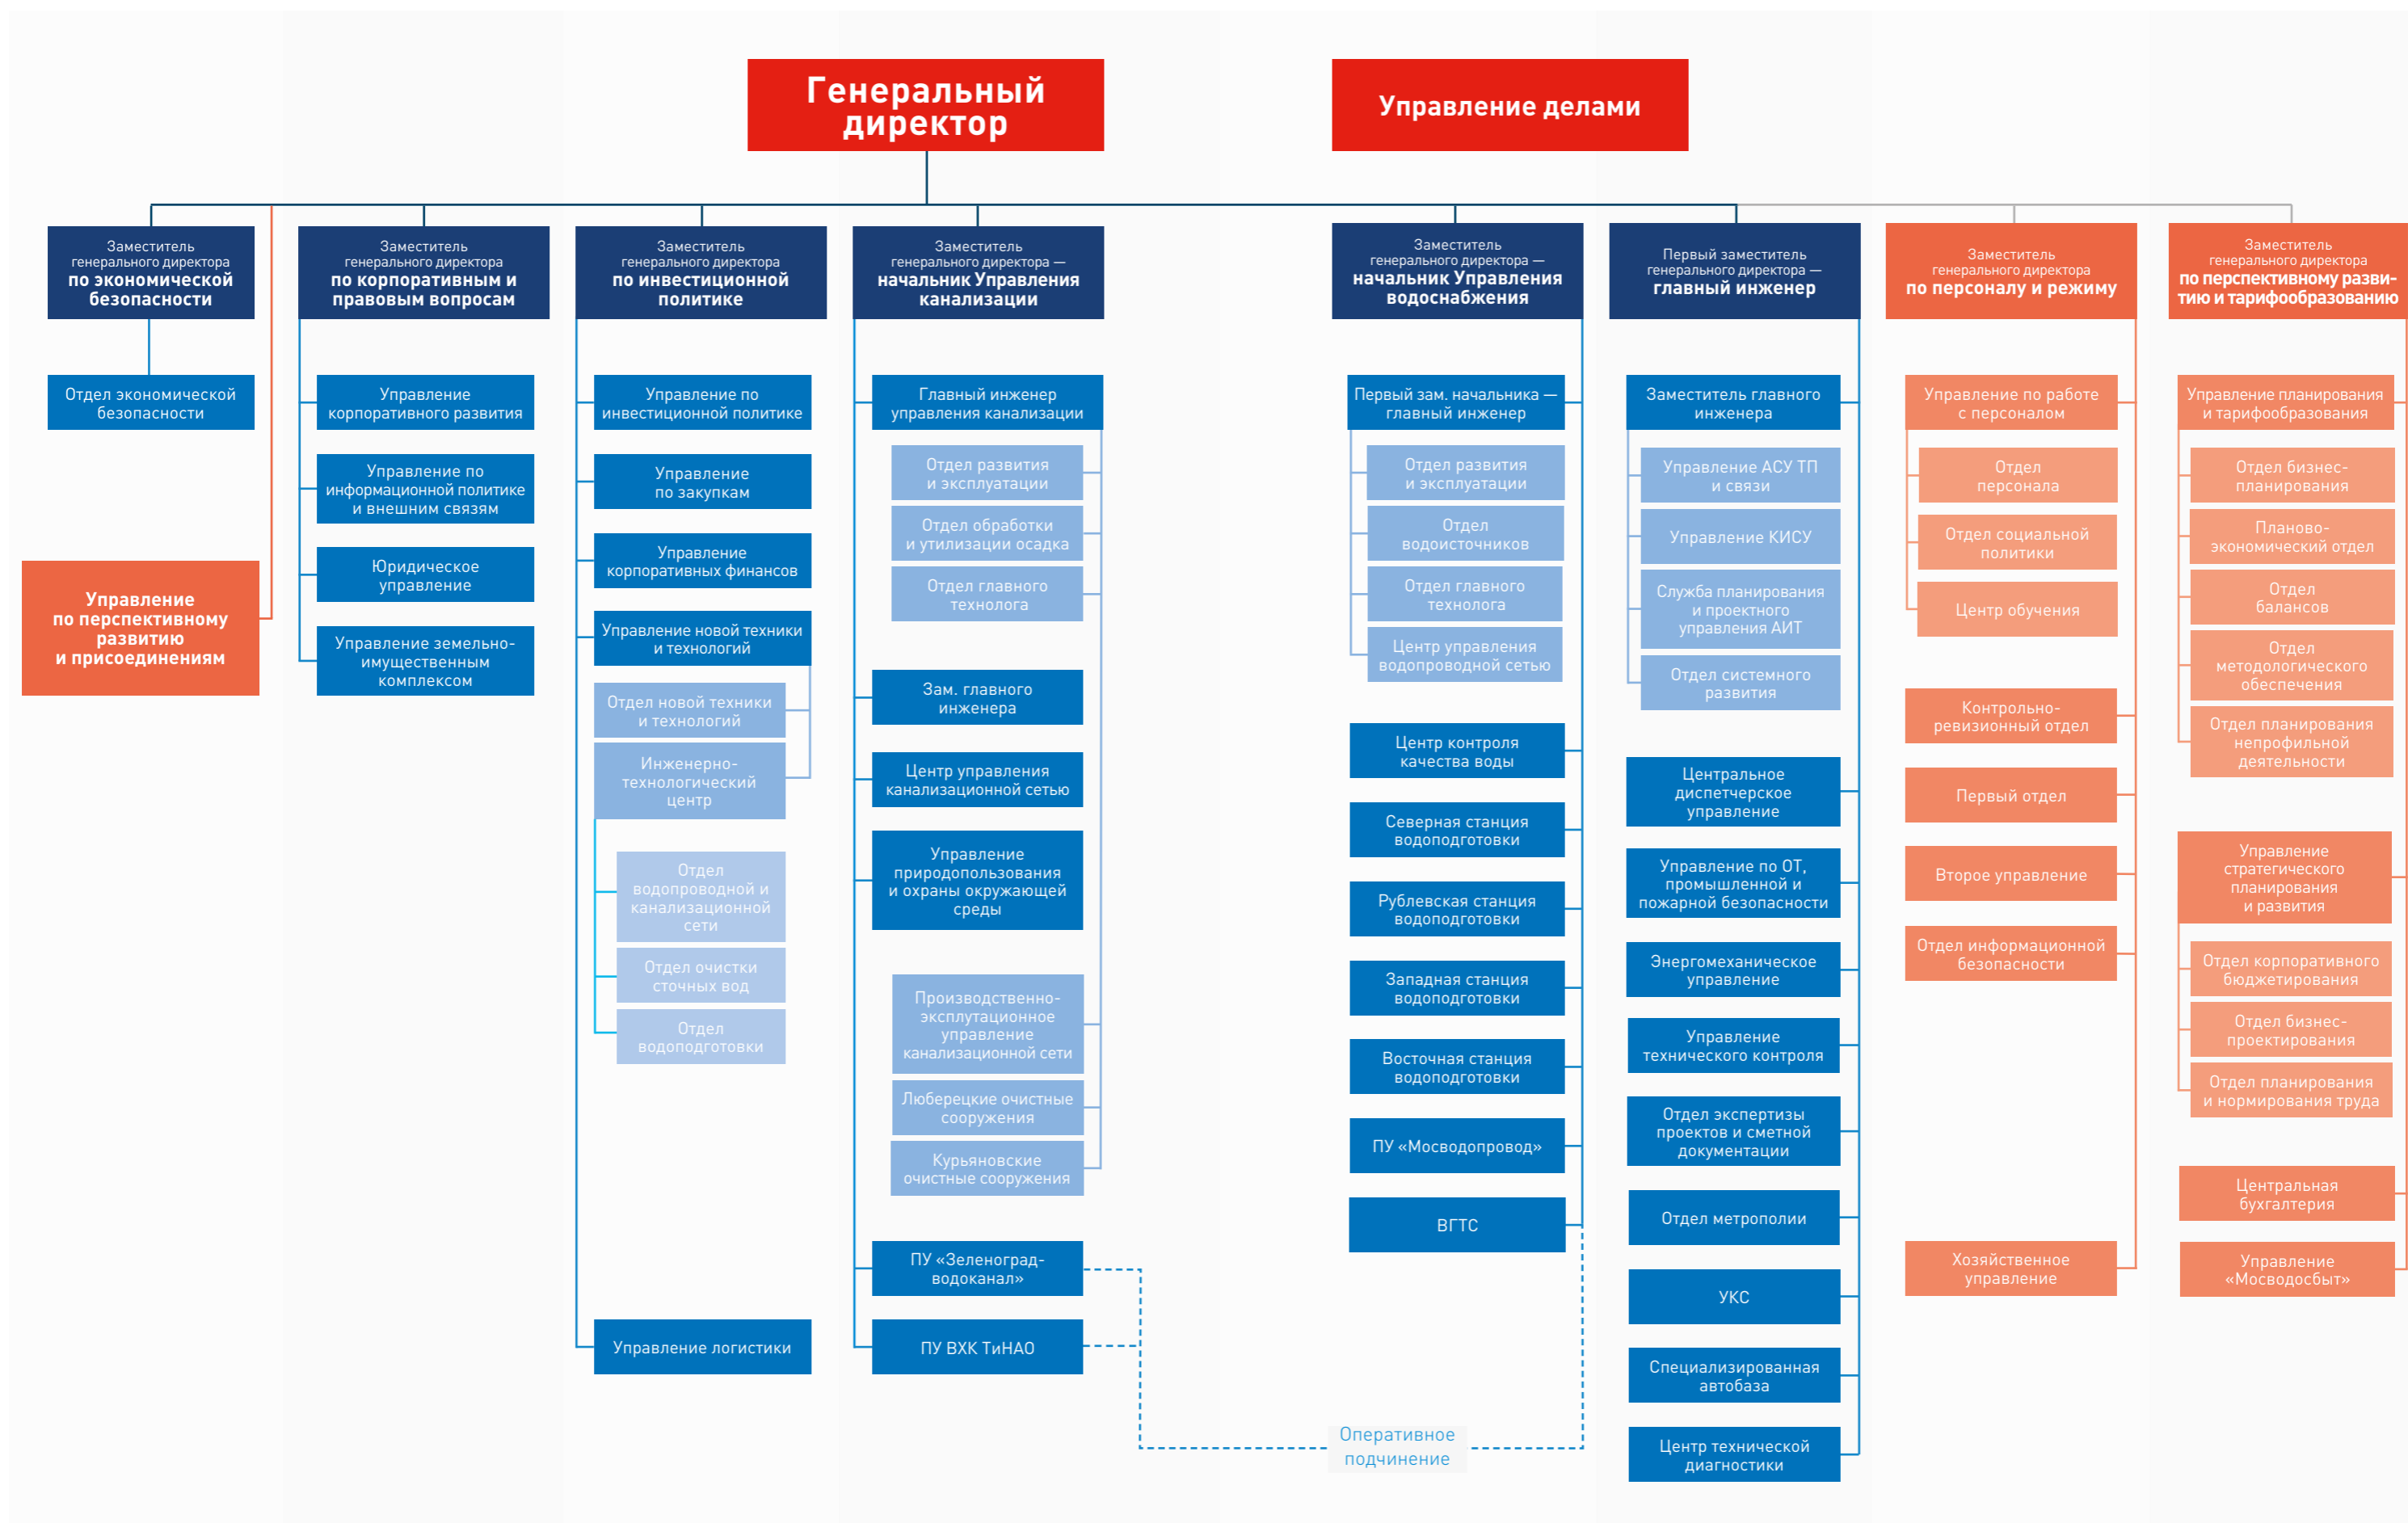 Генеральный
директор
Управление делами
Заместитель
генерального директора
по экономической
безопасности
Отдел экономической
безопасности
Управление
по перспективному
развитию
и присоединениям
Заместитель
генерального директора
по корпоративным и
правовым вопросам
Управление
корпоративного развития
Управление по
информационной политике
и внешним связям
Юридическое
управление
Управление земельно-
имущественным
комплексом
Заместитель
генерального директора
по инвестиционной
политике
Управление по
инвестиционной политике
Управление
по закупкам
Управление
корпоративных финансов
Управление новой техники
и технологий
Отдел новой техники
и технологий
Инженерно-
технологический
центр
Отдел
водопроводной и
канализационной
сети
Отдел очистки
сточных вод
Отдел
водоподготовки
Управление логистики
Заместитель
генерального директора —
начальник Управления
канализации
Главный инженер
управления канализации
Отдел развития
и эксплуатации
Отдел обработки
и утилизации осадка
Отдел главного
технолога
Зам. главного
инженера
Центр управления
канализационной сетью
Управление
природопользования
и охраны окружающей
среды
Производственно-
эксплутационное
управление
канализационной сети
Люберецкие очистные
сооружения
Курьяновские
очистные сооружения
ПУ «Зеленоград-
водоканал»
ПУ ВХК ТиНАО
Заместитель
генерального директора —
начальник Управления
водоснабжения
Первый зам. начальника —
главный инженер
Отдел развития
и эксплуатации
Отдел
водоисточников
Отдел главного
технолога
Центр управления
водопроводной сетью
Центр контроля
качества воды
Северная станция
водоподготовки
Рублевская станция
водоподготовки
Западная станция
водоподготовки
Восточная станция
водоподготовки
ПУ «Мосводопровод»
ВГТС
Оперативное
подчинение
Первый заместитель
генерального директора —
главный инженер
Заместитель главного
инженера
Управление АСУ ТП
и связи
Управление КИСУ
Служба планирования
и проектного
управления АИТ
Отдел системного
развития
Центральное
диспетчерское
управление
Управление по ОТ,
промышленной и
пожарной безопасности
Энергомеханическое
управление
Управление
технического контроля
Отдел экспертизы
проектов и сметной
документации
Отдел метрополии
УКС
Специализированная
автобаза
Центр технической
диагностики
Заместитель
генерального директора
по персоналу и режиму
Управление по работе
с персоналом
Отдел
персонала
Отдел социальной
политики
Центр обучения
Контрольно-
ревизионный отдел
Первый отдел
Второе управление
Отдел информационной
безопасности
Хозяйственное
управление
Заместитель
генерального директора
по перспективному разви-
тию и тарифообразованию
Управление планирования
и тарифообразования
Отдел бизнес-
планирования
Планово-
экономический отдел
Отдел
балансов
Отдел
методологического
обеспечения
Отдел планирования
непрофильной
деятельности
Управление
стратегического
планирования
и развития
Отдел корпоративного
бюджетирования
Отдел бизнес-
проектирования
Отдел планирования
и нормирования труда
Центральная
бухгалтерия
Управление
«Мосводосбыт»